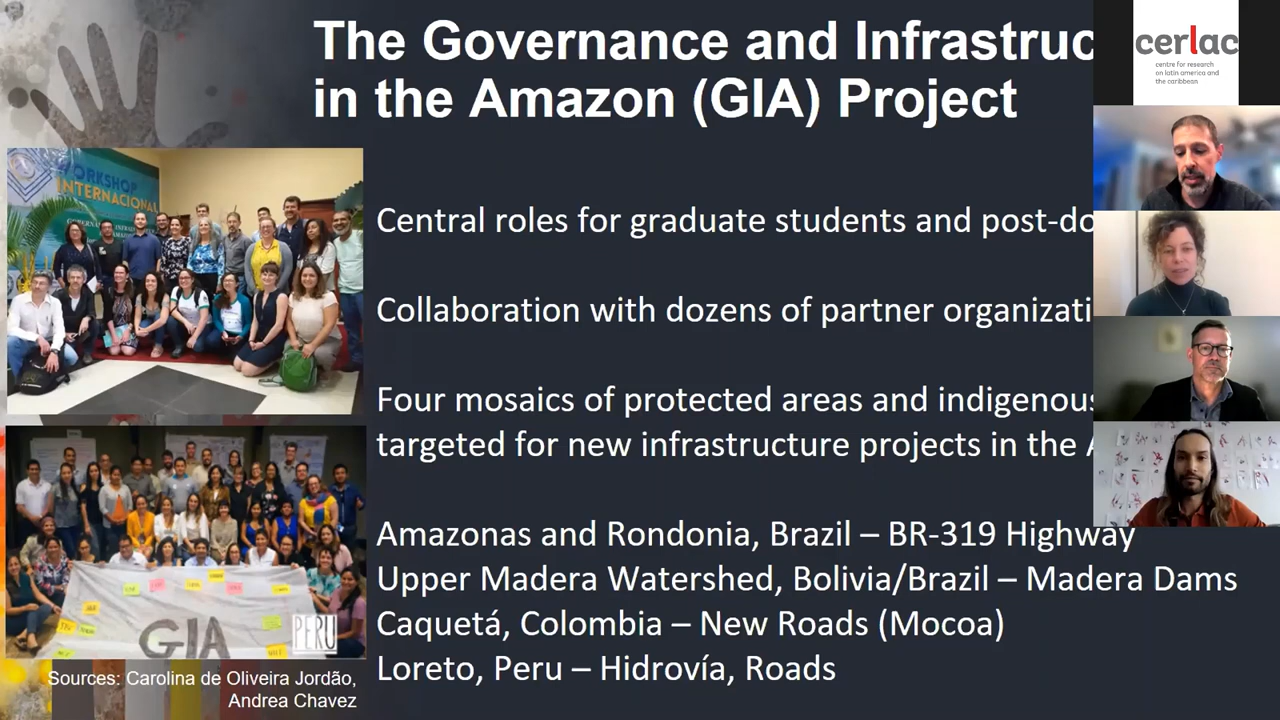 The Governance and Infrastruc
in the Amazon (GIA) Project
cerlac
centre for research
on latin america and
the caribbean
WORKSHOP
INTERNACIONAL
Central roles for graduate students and post-do
Collaboration with dozens of partner organizati
Four mosaics of protected areas and indigenous
targeted for new infrastructure projects in the A
Amazonas and Rondonia, Brazil – BR-319 Highway
Upper Madera Watershed, Bolivia/Brazil – Madera Dams
Caquetá, Colombia – New Roads (Mocoa)
Loreto, Peru – Hidrovía, Roads
GIA
PERU
Sources: Carolina de Oliveira Jordão,
Andrea Chavez